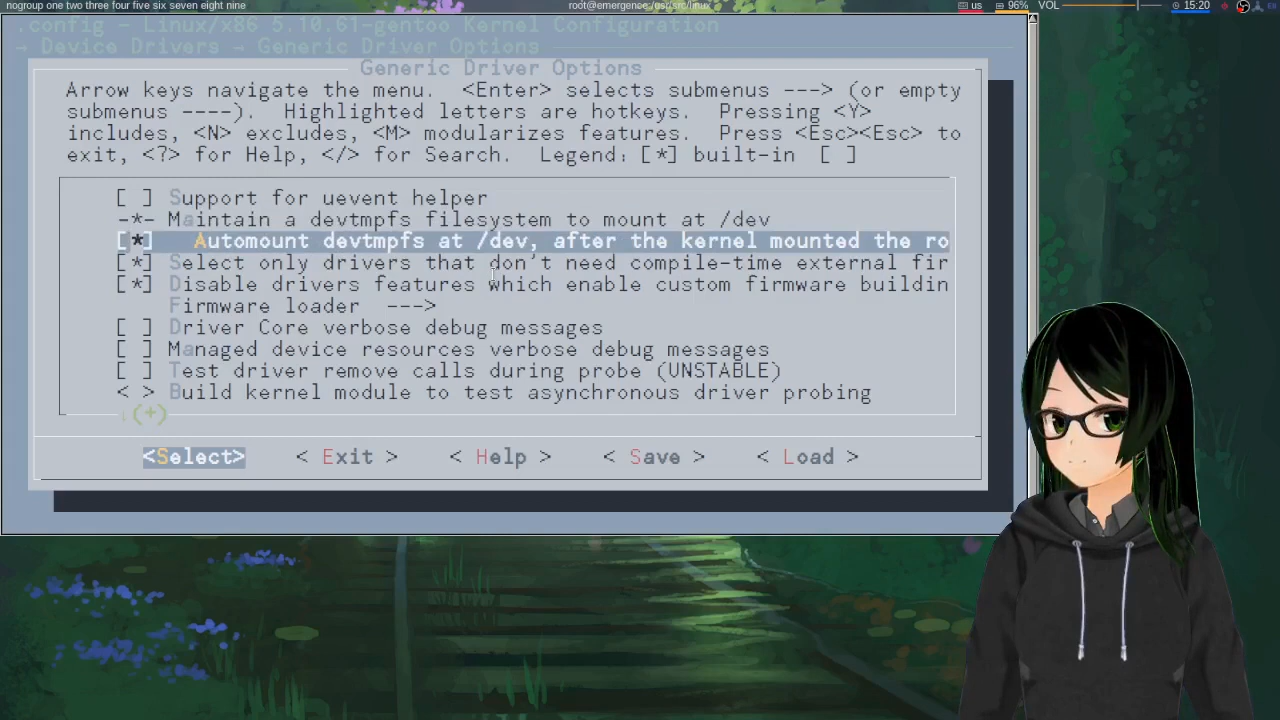 nogroup one two three four five six seven eight nine root@emergence:/usr/src/linux us 96% VOL 15:20
.config - Linux/x86 5.10.61-gentoo Kernel Configuration
→ Device Drivers → Generic Driver Options
Generic Driver Options
Arrow keys navigate the menu. <Enter> selects submenus ---> (or empty
submenus ----). Highlighted letters are hotkeys. Pressing <Y>
includes, <N> excludes, <M> modularizes features. Press <Esc><Esc> to
exit, <?> for Help, </> for Search. Legend: [*] built-in [ ]
[ ] Support for uevent helper
-*- Maintain a devtmpfs filesystem to mount at /dev
[*] Automount devtmpfs at /dev, after the kernel mounted the ro
[*] Select only drivers that don't need compile-time external fir
[*] Disable drivers features which enable custom firmware buildin
Firmware loader --->
[ ] Driver Core verbose debug messages
[ ] Managed device resources verbose debug messages
[ ] Test driver remove calls during probe (UNSTABLE)
< > Build kernel module to test asynchronous driver probing
↓(+)
<Select> < Exit > < Help > < Save > < Load >